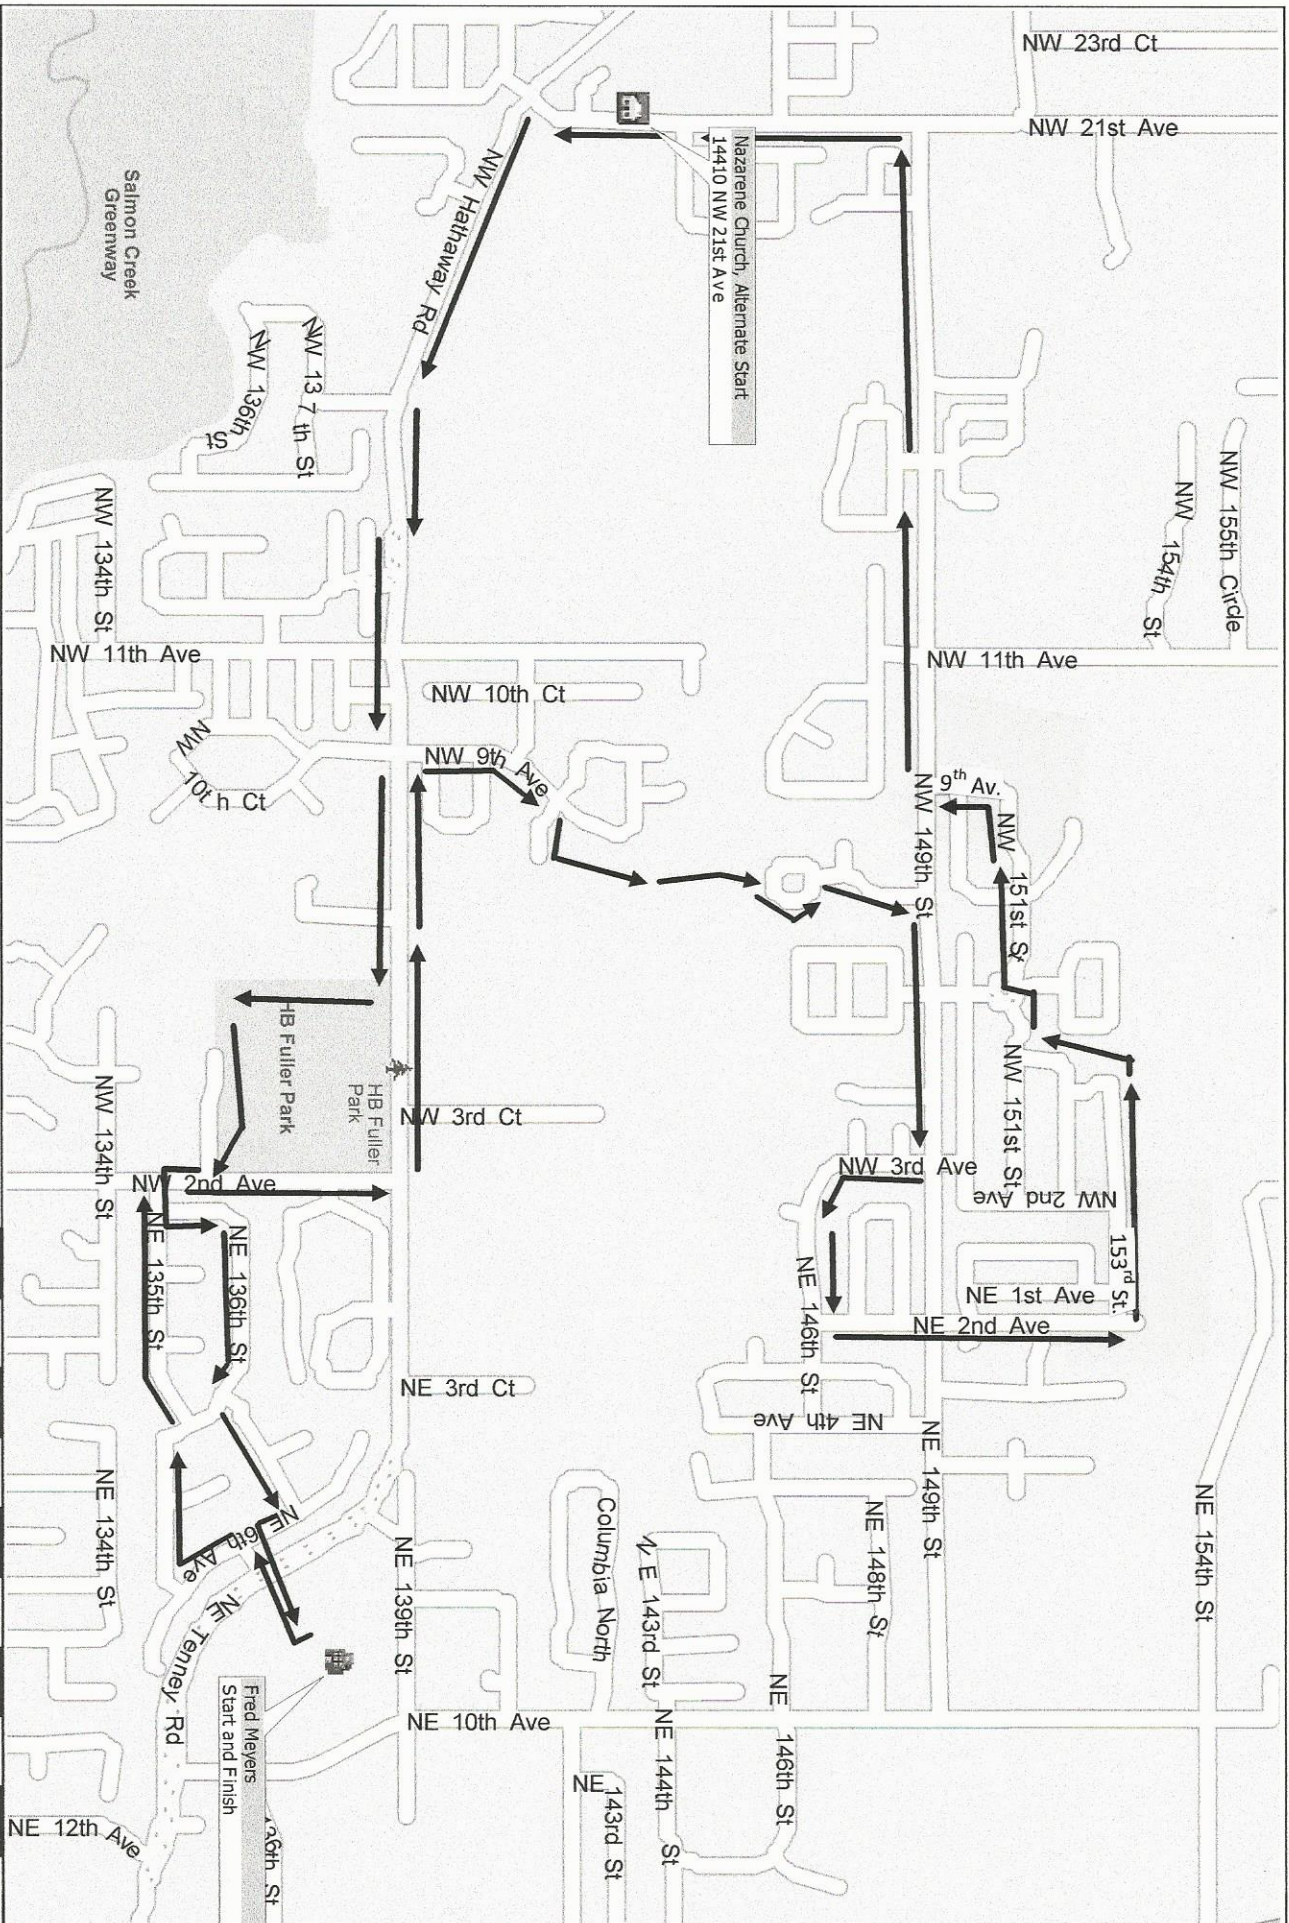 NW 23rd Ct
NW 21st Ave
Nazarene Church, Alternate Start
14410 NW 21st Ave
NW Hathaway Rd
Salmon Creek
Greenway
NW 137th St
NW 136th St
NW 155th Circle
NW 154th St
NW 134th St
NW 11th Ave
NW 11th Ave
NW 10th Ct
NW 10th Ct
NW 9th Ave
9th Av.
NW 149th St
NW 151st St
HB Fuller Park
HB Fuller
Park
NW 151st St
NW 134th St
NW 3rd Ct
NW 3rd Ave
NW 2nd Ave
NW 2nd Ave
153rd St.
NE 135th St
NE 136th St
NE 146th St
NE 1st Ave
NE 2nd Ave
NE 3rd Ct
NE 4th Ave
NE 149th St
NE 134th St
NE 6th Ave
NE Tenney Rd
NE 139th St
Columbia North
NE 143rd St
NE 148th St
NE 154th St
Fred Meyers
Start and Finish
NE 10th Ave
NE 144th St
NE 146th St
NE 143rd St
NE 12th Ave
136th St